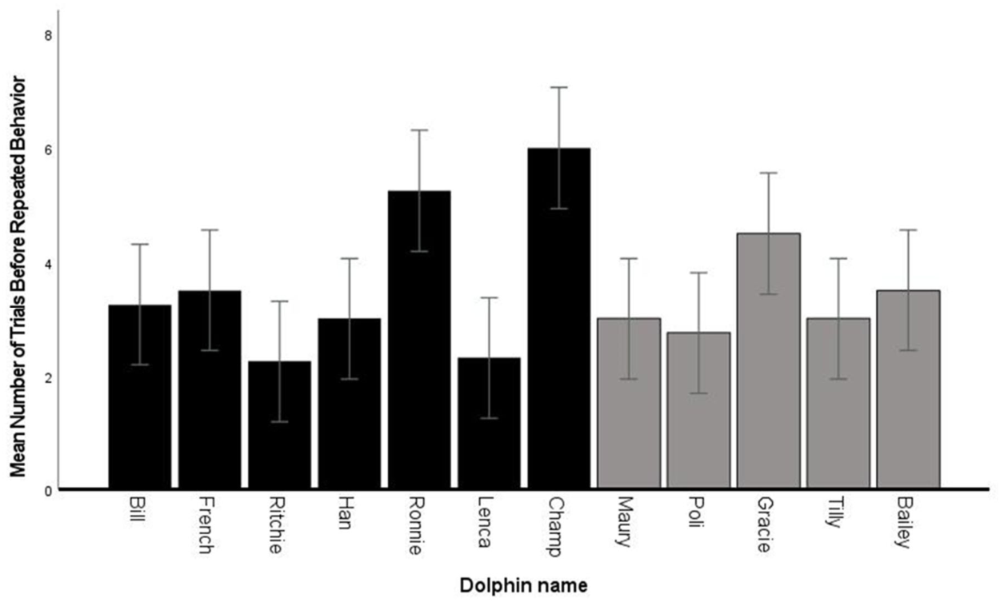 Mean Number of Trials Before Repeated Behavior
8
6
4
2
0
Bill
French
Ritchie
Han
Ronnie
Lenca
Champ
Maury
Poli
Gracie
Tilly
Bailey
Dolphin name